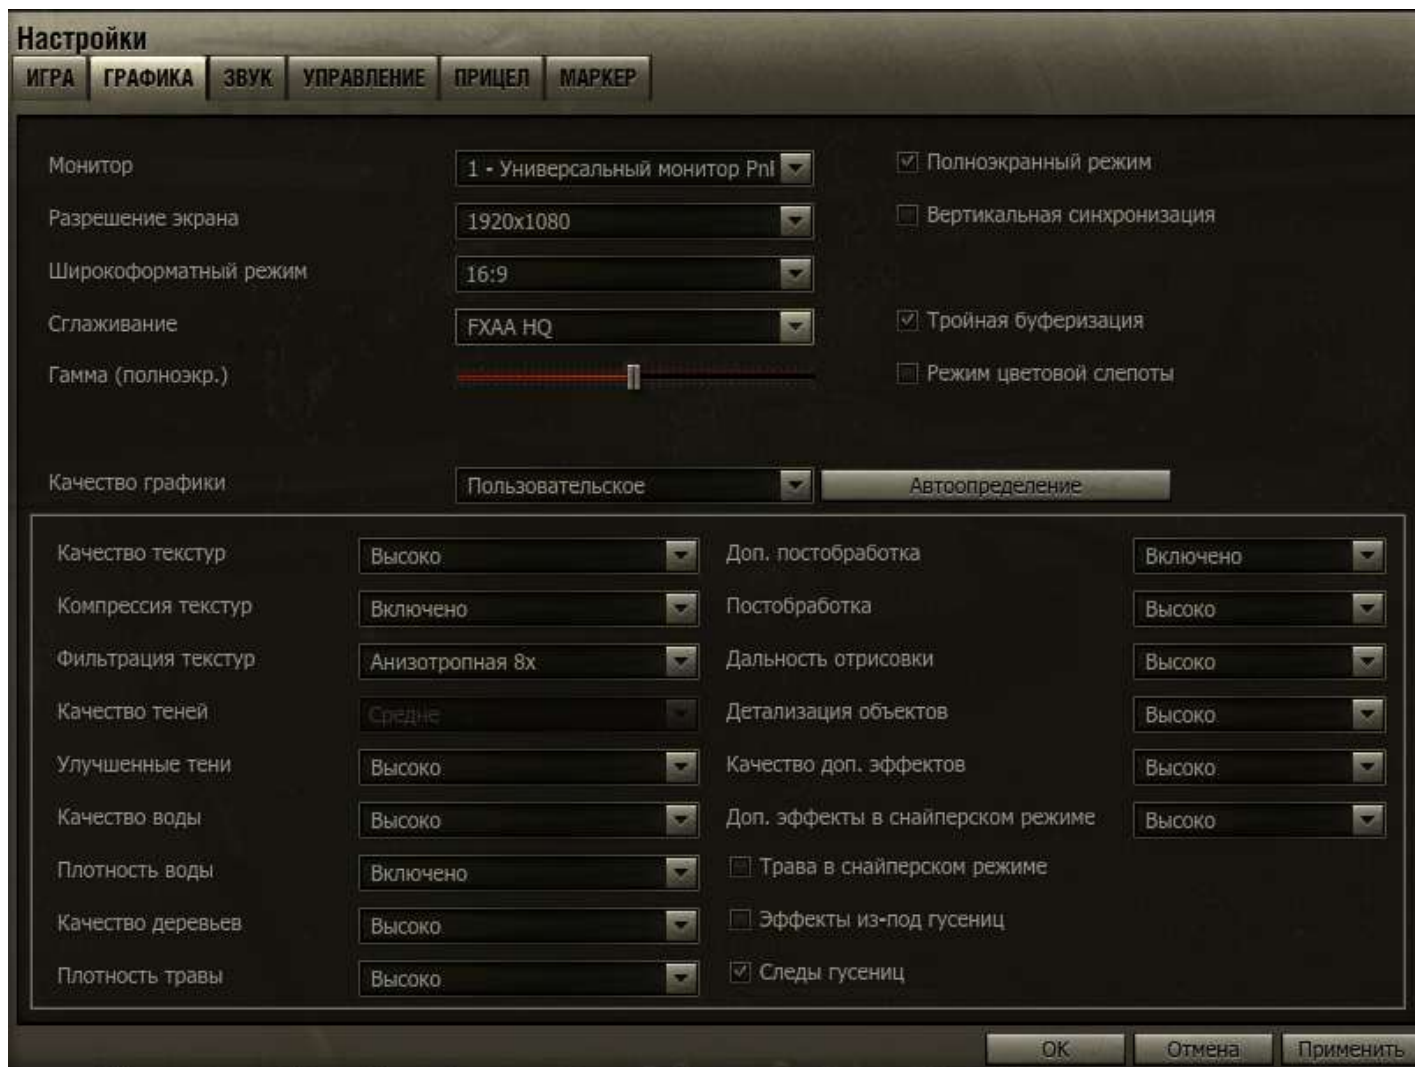 Настройки
ИГРА ГРАФИКА ЗВУК УПРАВЛЕНИЕ ПРИЦЕЛ МАРКЕР
Монитор 1 - Универсальный монитор PnI Полноэкранный режим
Разрешение экрана 1920x1080 Вертикальная синхронизация
Широкоформатный режим 16:9
Сглаживание FXAA HQ Тройная буферизация
Гамма (полноэкр.) Режим цветовой слепоты
Качество графики Пользовательское Автоопределение
Качество текстур Высоко Доп. постобработка Включено
Компрессия текстур Включено Постобработка Высоко
Фильтрация текстур Анизотропная 8x Дальность отрисовки Высоко
Качество теней Средне Детализация объектов Высоко
Улучшенные тени Высоко Качество доп. эффектов Высоко
Качество воды Высоко Доп. эффекты в снайперском режиме Высоко
Плотность воды Включено Трава в снайперском режиме
Качество деревьев Высоко Эффекты из-под гусениц
Плотность травы Высоко Следы гусениц
OK Отмена Применить